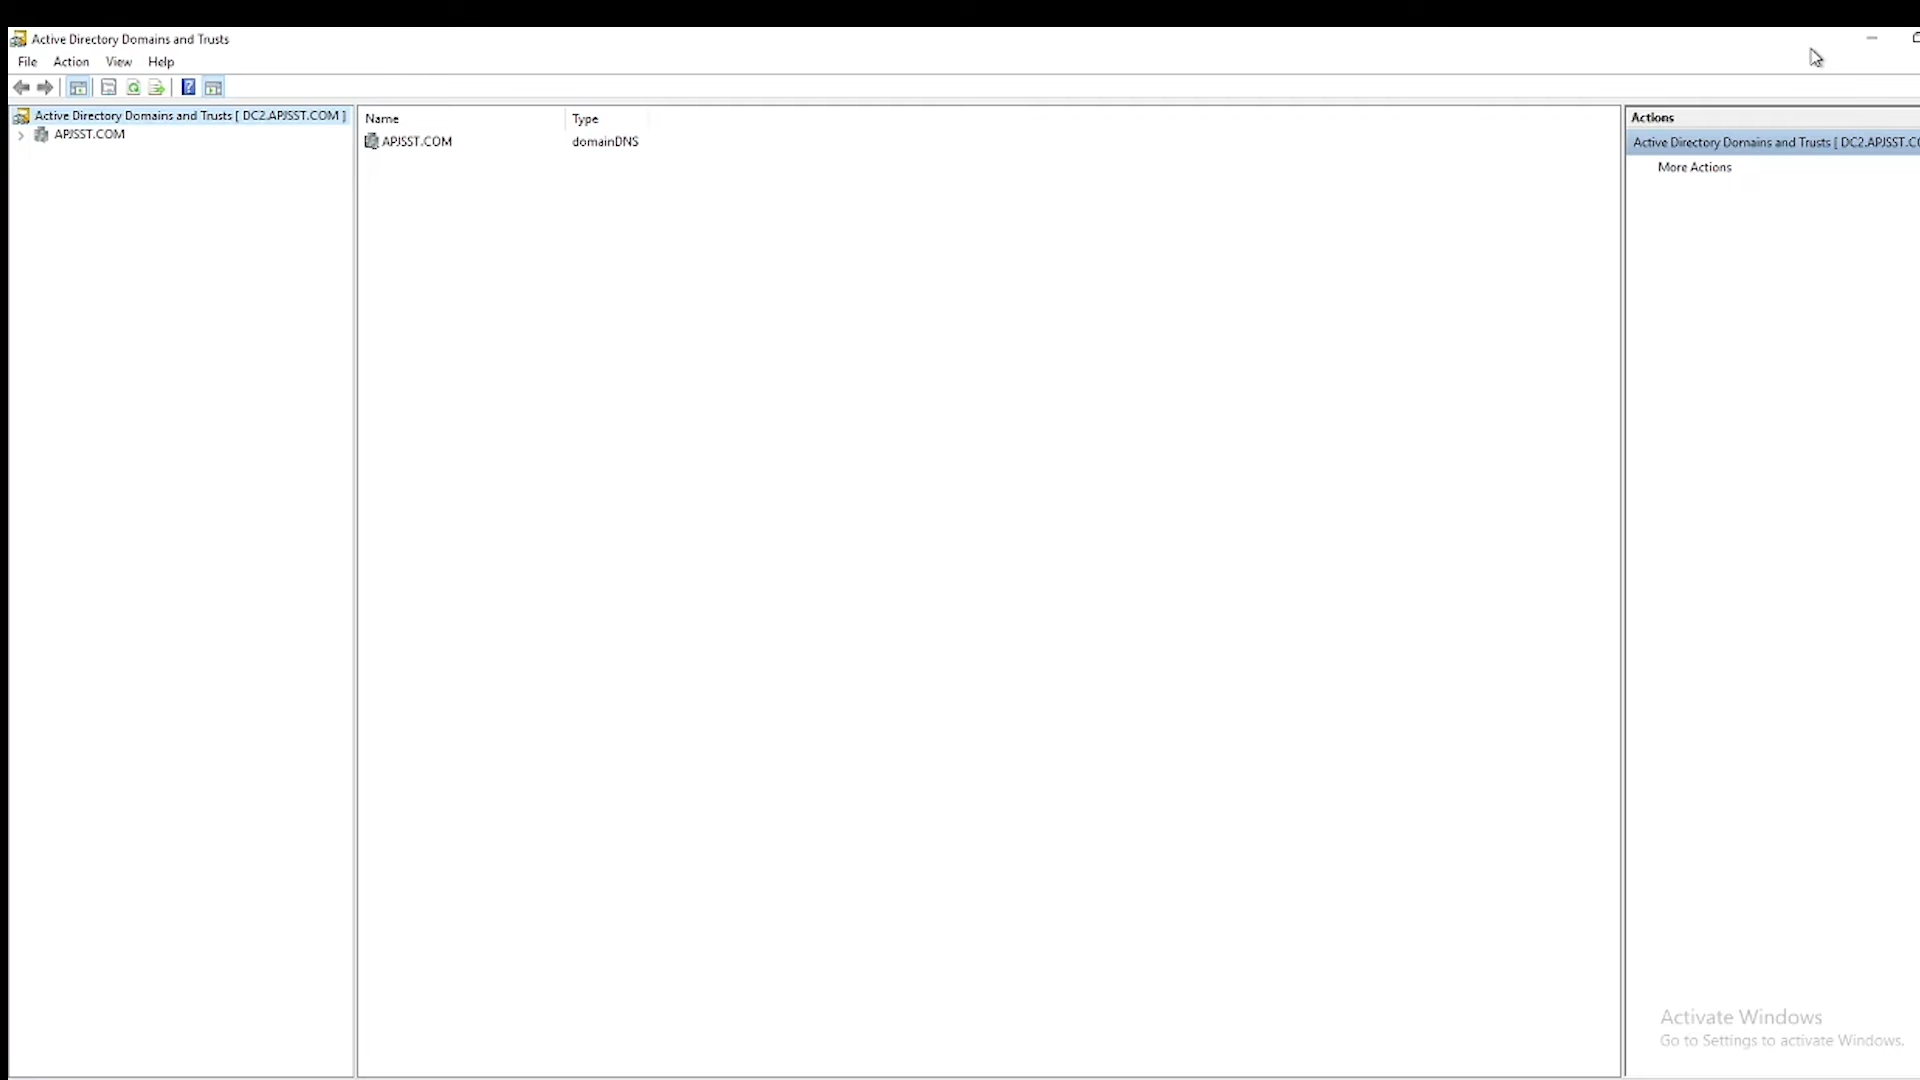 Active Directory Domains and Trusts
File Action View Help
Active Directory Domains and Trusts [ DC2.APJSST.COM ]
APJSST.COM
Name Type
APJSST.COM domainDNS
Actions
Active Directory Domains and Trusts [ DC2.APJSST.CO
More Actions
Activate Windows
Go to Settings to activate Windows.